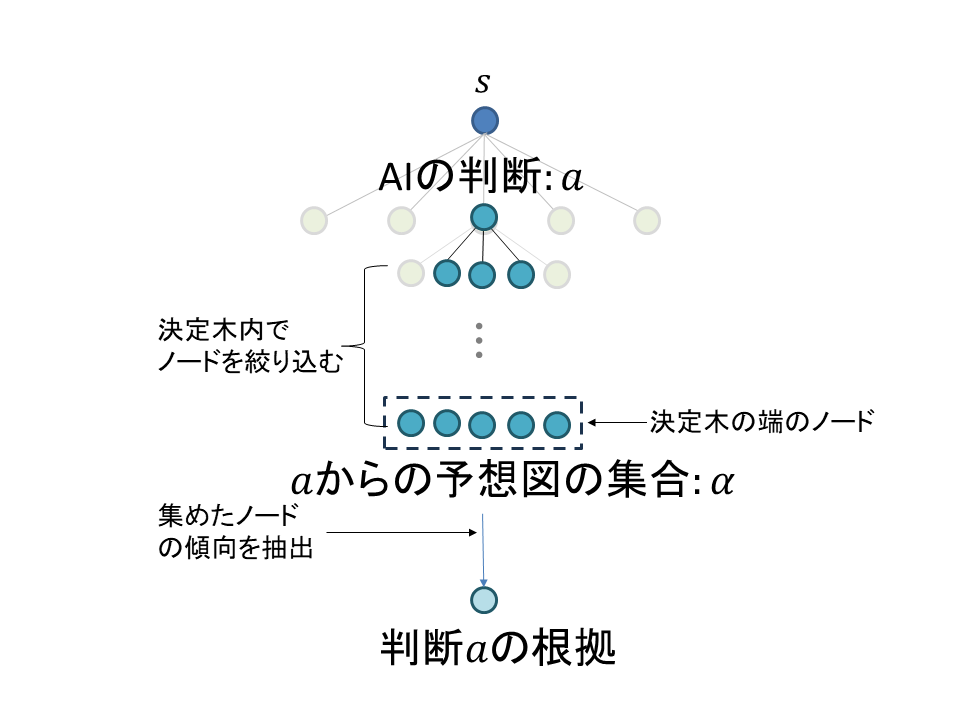 s
AIの判断: a
決定木内で
ノードを絞り込む
決定木の端のノード
aからの予想図の集合: α
集めたノード
の傾向を抽出
判断aの根拠